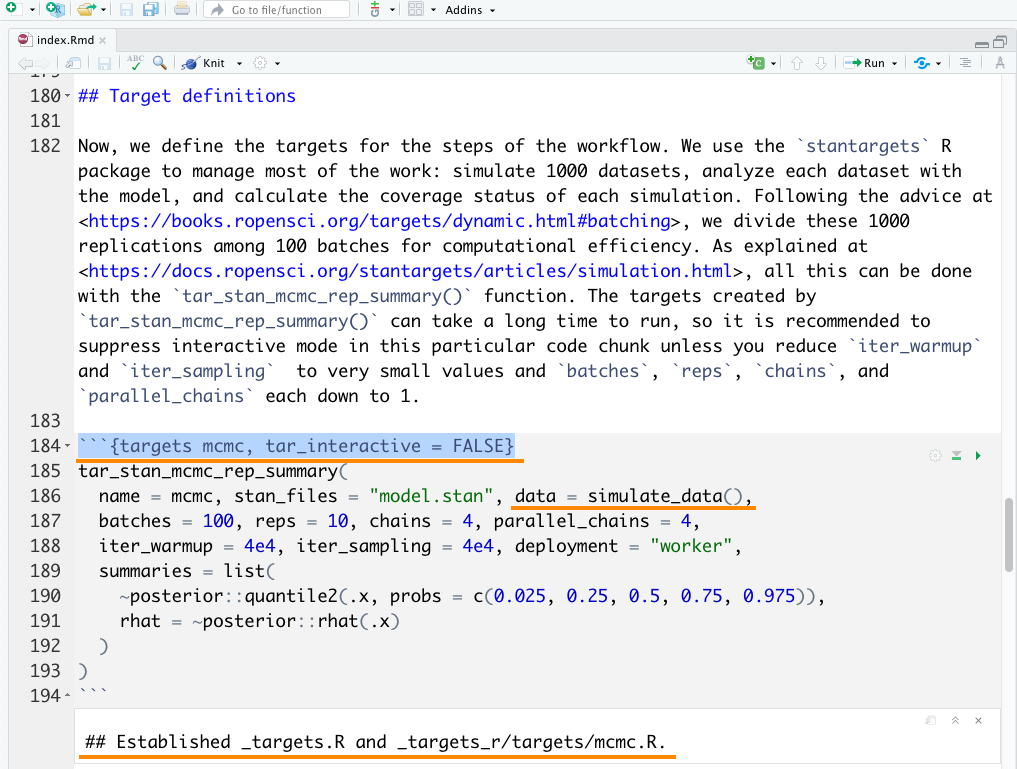 Go to file/function
Addins
index.Rmd
ABC
Knit
Run
180 ## Target definitions
181
182 Now, we define the targets for the steps of the workflow. We use the `stantargets` R
package to manage most of the work: simulate 1000 datasets, analyze each dataset with
the model, and calculate the coverage status of each simulation. Following the advice at
<https://books.ropensci.org/targets/dynamic.html#batching>, we divide these 1000
replications among 100 batches for computational efficiency. As explained at
<https://docs.ropensci.org/stantargets/articles/simulation.html>, all this can be done
with the `tar_stan_mcmc_rep_summary()` function. The targets created by
`tar_stan_mcmc_rep_summary()` can take a long time to run, so it is recommended to
suppress interactive mode in this particular code chunk unless you reduce `iter_warmup`
and `iter_sampling`  to very small values and `batches`, `reps`, `chains`, and
`parallel_chains` each down to 1.
183
184 ```{targets mcmc, tar_interactive = FALSE}
185 tar_stan_mcmc_rep_summary(
186   name = mcmc, stan_files = "model.stan", data = simulate_data(),
187   batches = 100, reps = 10, chains = 4, parallel_chains = 4,
188   iter_warmup = 4e4, iter_sampling = 4e4, deployment = "worker",
189   summaries = list(
190     ~posterior::quantile2(.x, probs = c(0.025, 0.25, 0.5, 0.75, 0.975)),
191     rhat = ~posterior::rhat(.x)
192   )
193 )
194 ```
## Established _targets.R and _targets_r/targets/mcmc.R.